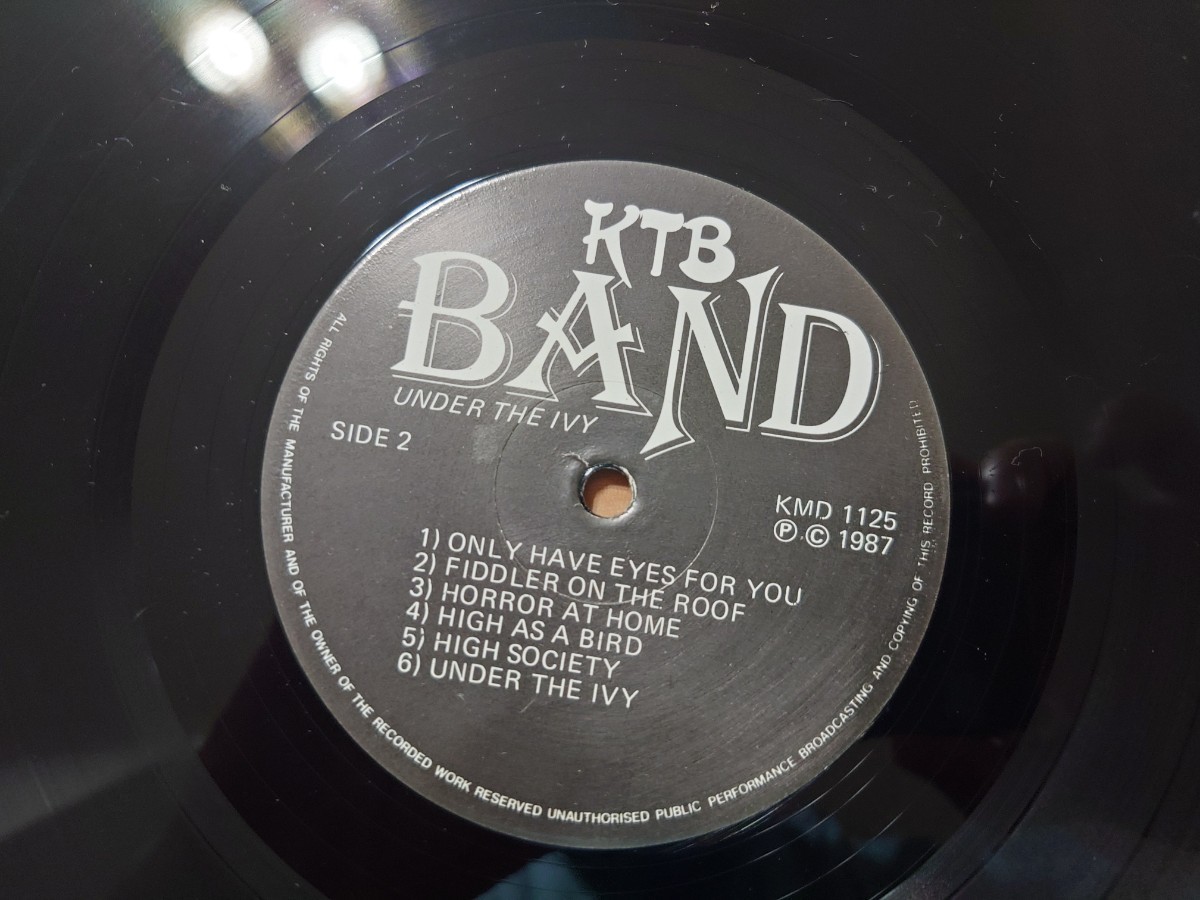 KTB
BAND
UNDER THE IVY
SIDE 2
KMD 1125
Ⓟ.© 1987
1) ONLY HAVE EYES FOR YOU
2) FIDDLER ON THE ROOF
3) HORROR AT HOME
4) HIGH AS A BIRD
5) HIGH SOCIETY
6) UNDER THE IVY
ALL RIGHTS OF THE MANUFACTURER AND OF THE OWNER OF THE RECORDED WORK RESERVED UNAUTHORISED PUBLIC PERFORMANCE BROADCASTING AND COPYING OF THIS RECORD PROHIBITED